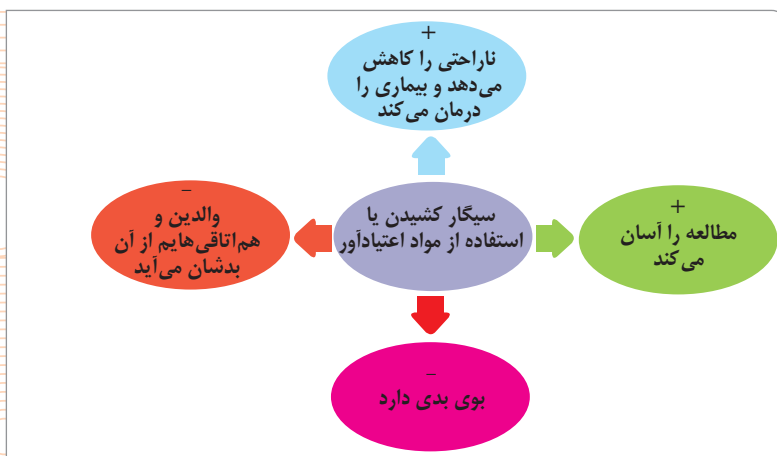 +
ناراحتی را کاهش
می‌دهد و بیماری را
درمان می‌کند
+
مطالعه را آسان
می‌کند
سیگار کشیدن یا
استفاده از مواد اعتیادآور
–
والدین و
هم‌اتاقی‌هایم از آن
بدشان می‌آید
–
بوی بدی دارد